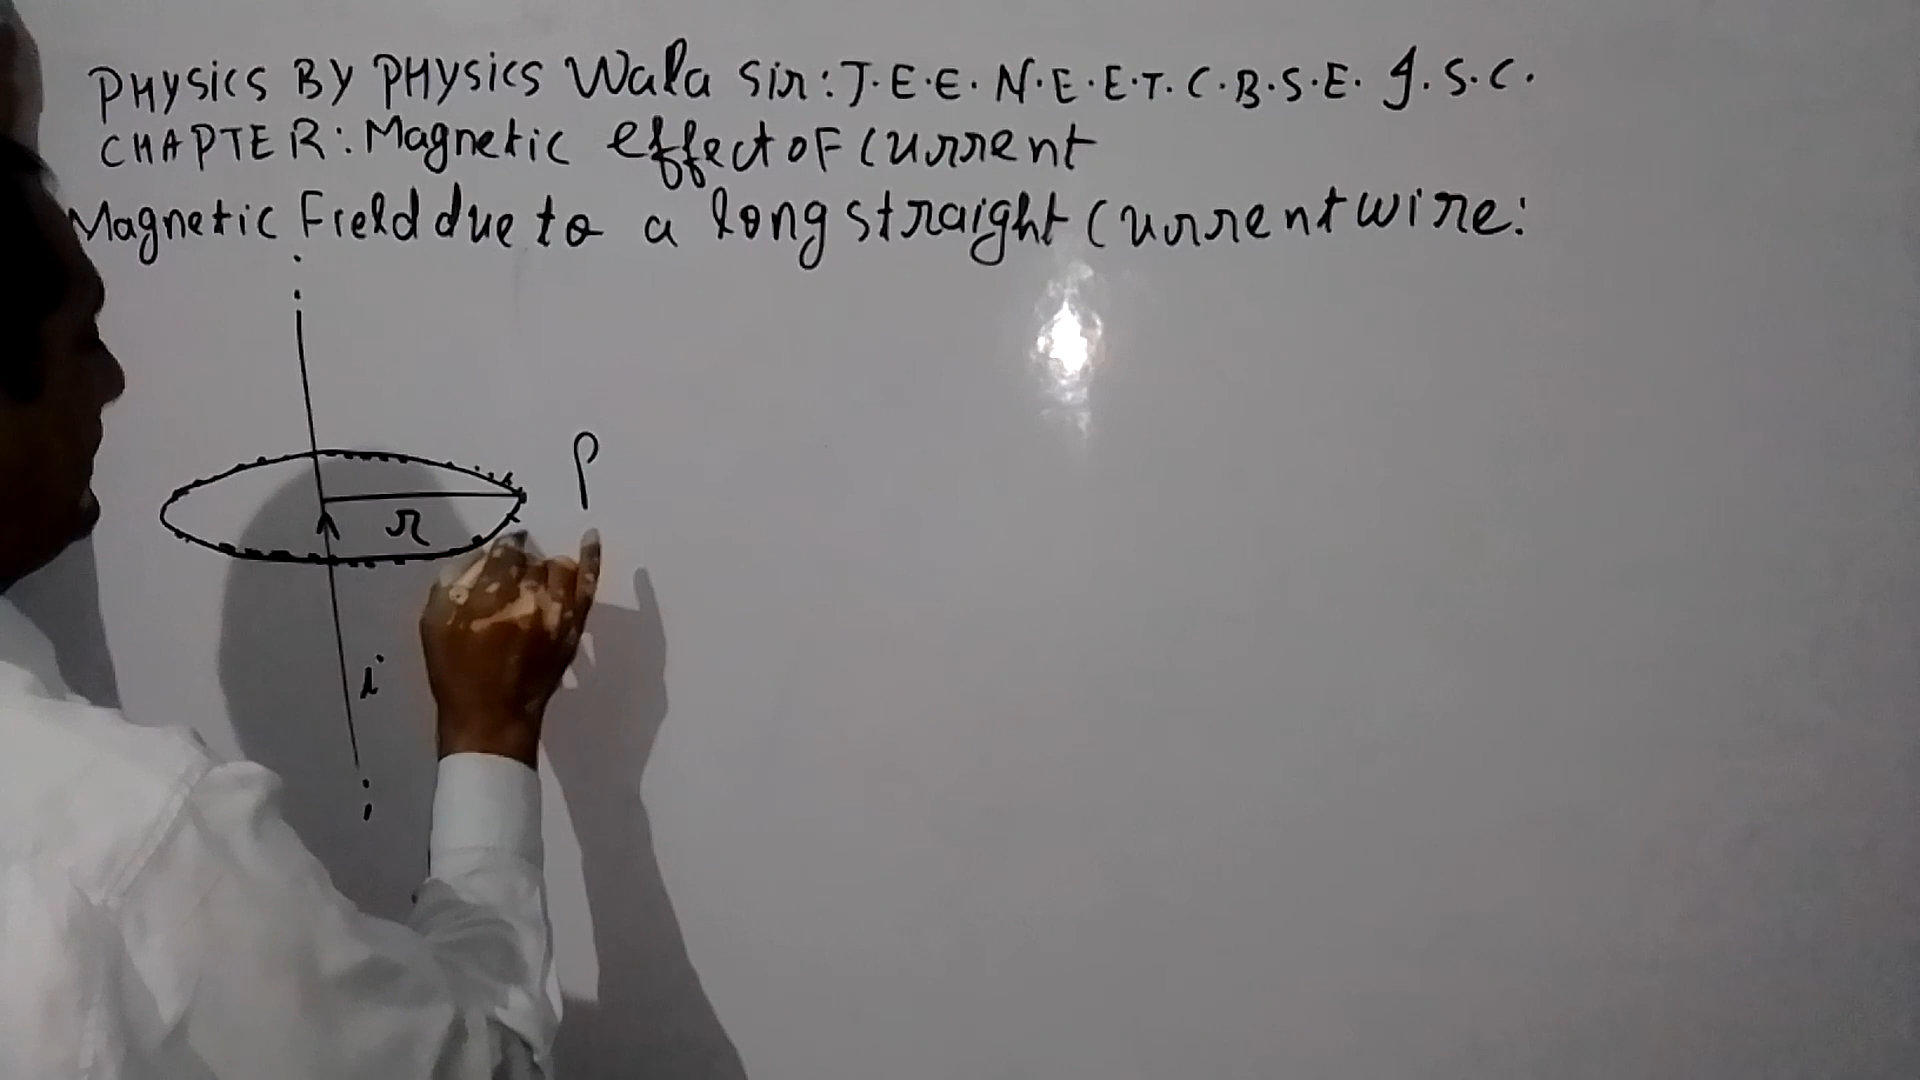 PHYSICS BY PHYSICS Wala sir: J.E.E. N.E.E.T. C.B.S.E. I.S.C.
CHAPTER: Magnetic effect OF Current
Magnetic Field due to a long straight Current wire:
P
r
i